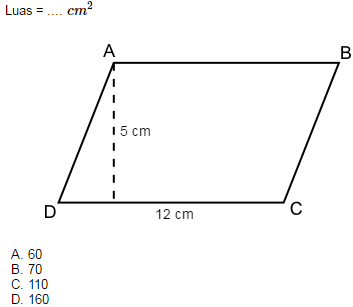 Luas = .... cm²
A
B
5 cm
D
12 cm
C
A. 60
B. 70
C. 110
D. 160